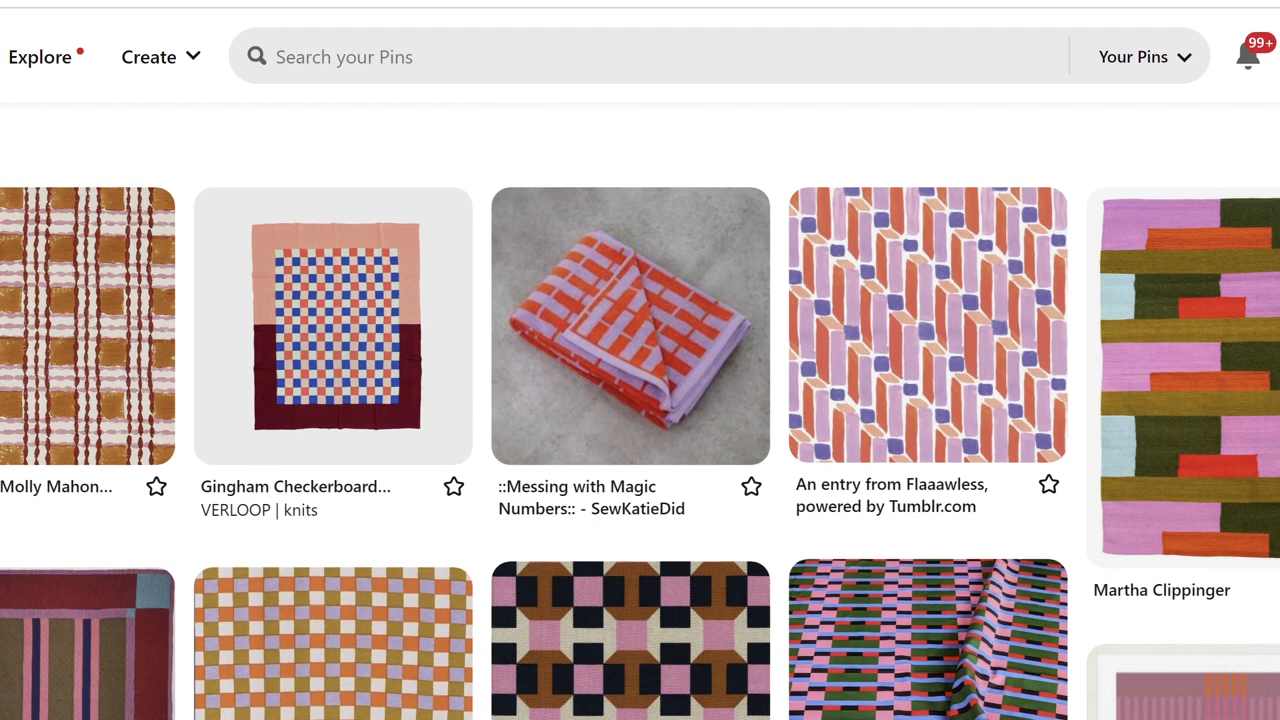 Explore
Create
Search your Pins
Your Pins
99+
Molly Mahon...
Gingham Checkerboard...
VERLOOP | knits
::Messing with Magic
Numbers:: - SewKatieDid
An entry from Flaaawless,
powered by Tumblr.com
Martha Clippinger